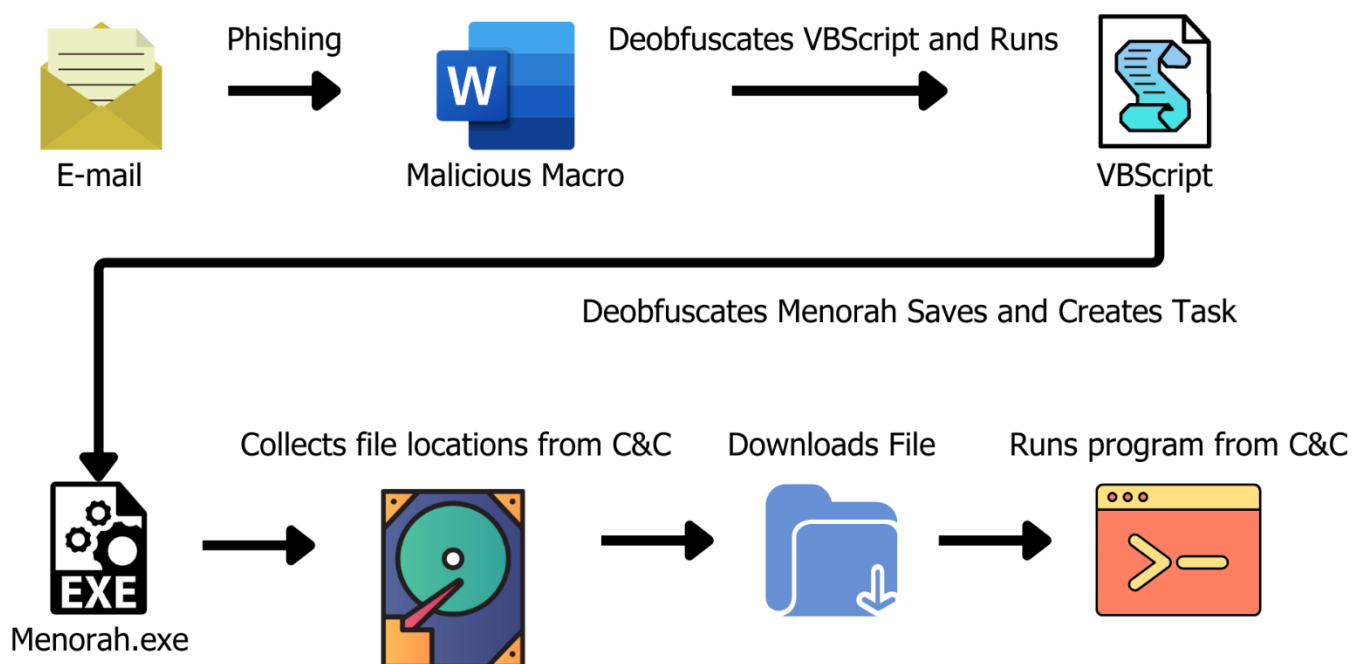 Phishing
Deobfuscates VBScript and Runs
W
E-mail
Malicious Macro
VBScript
Deobfuscates Menorah Saves and Creates Task
Collects file locations from C&C
Downloads File
Runs program from C&C
EXE
Menorah.exe